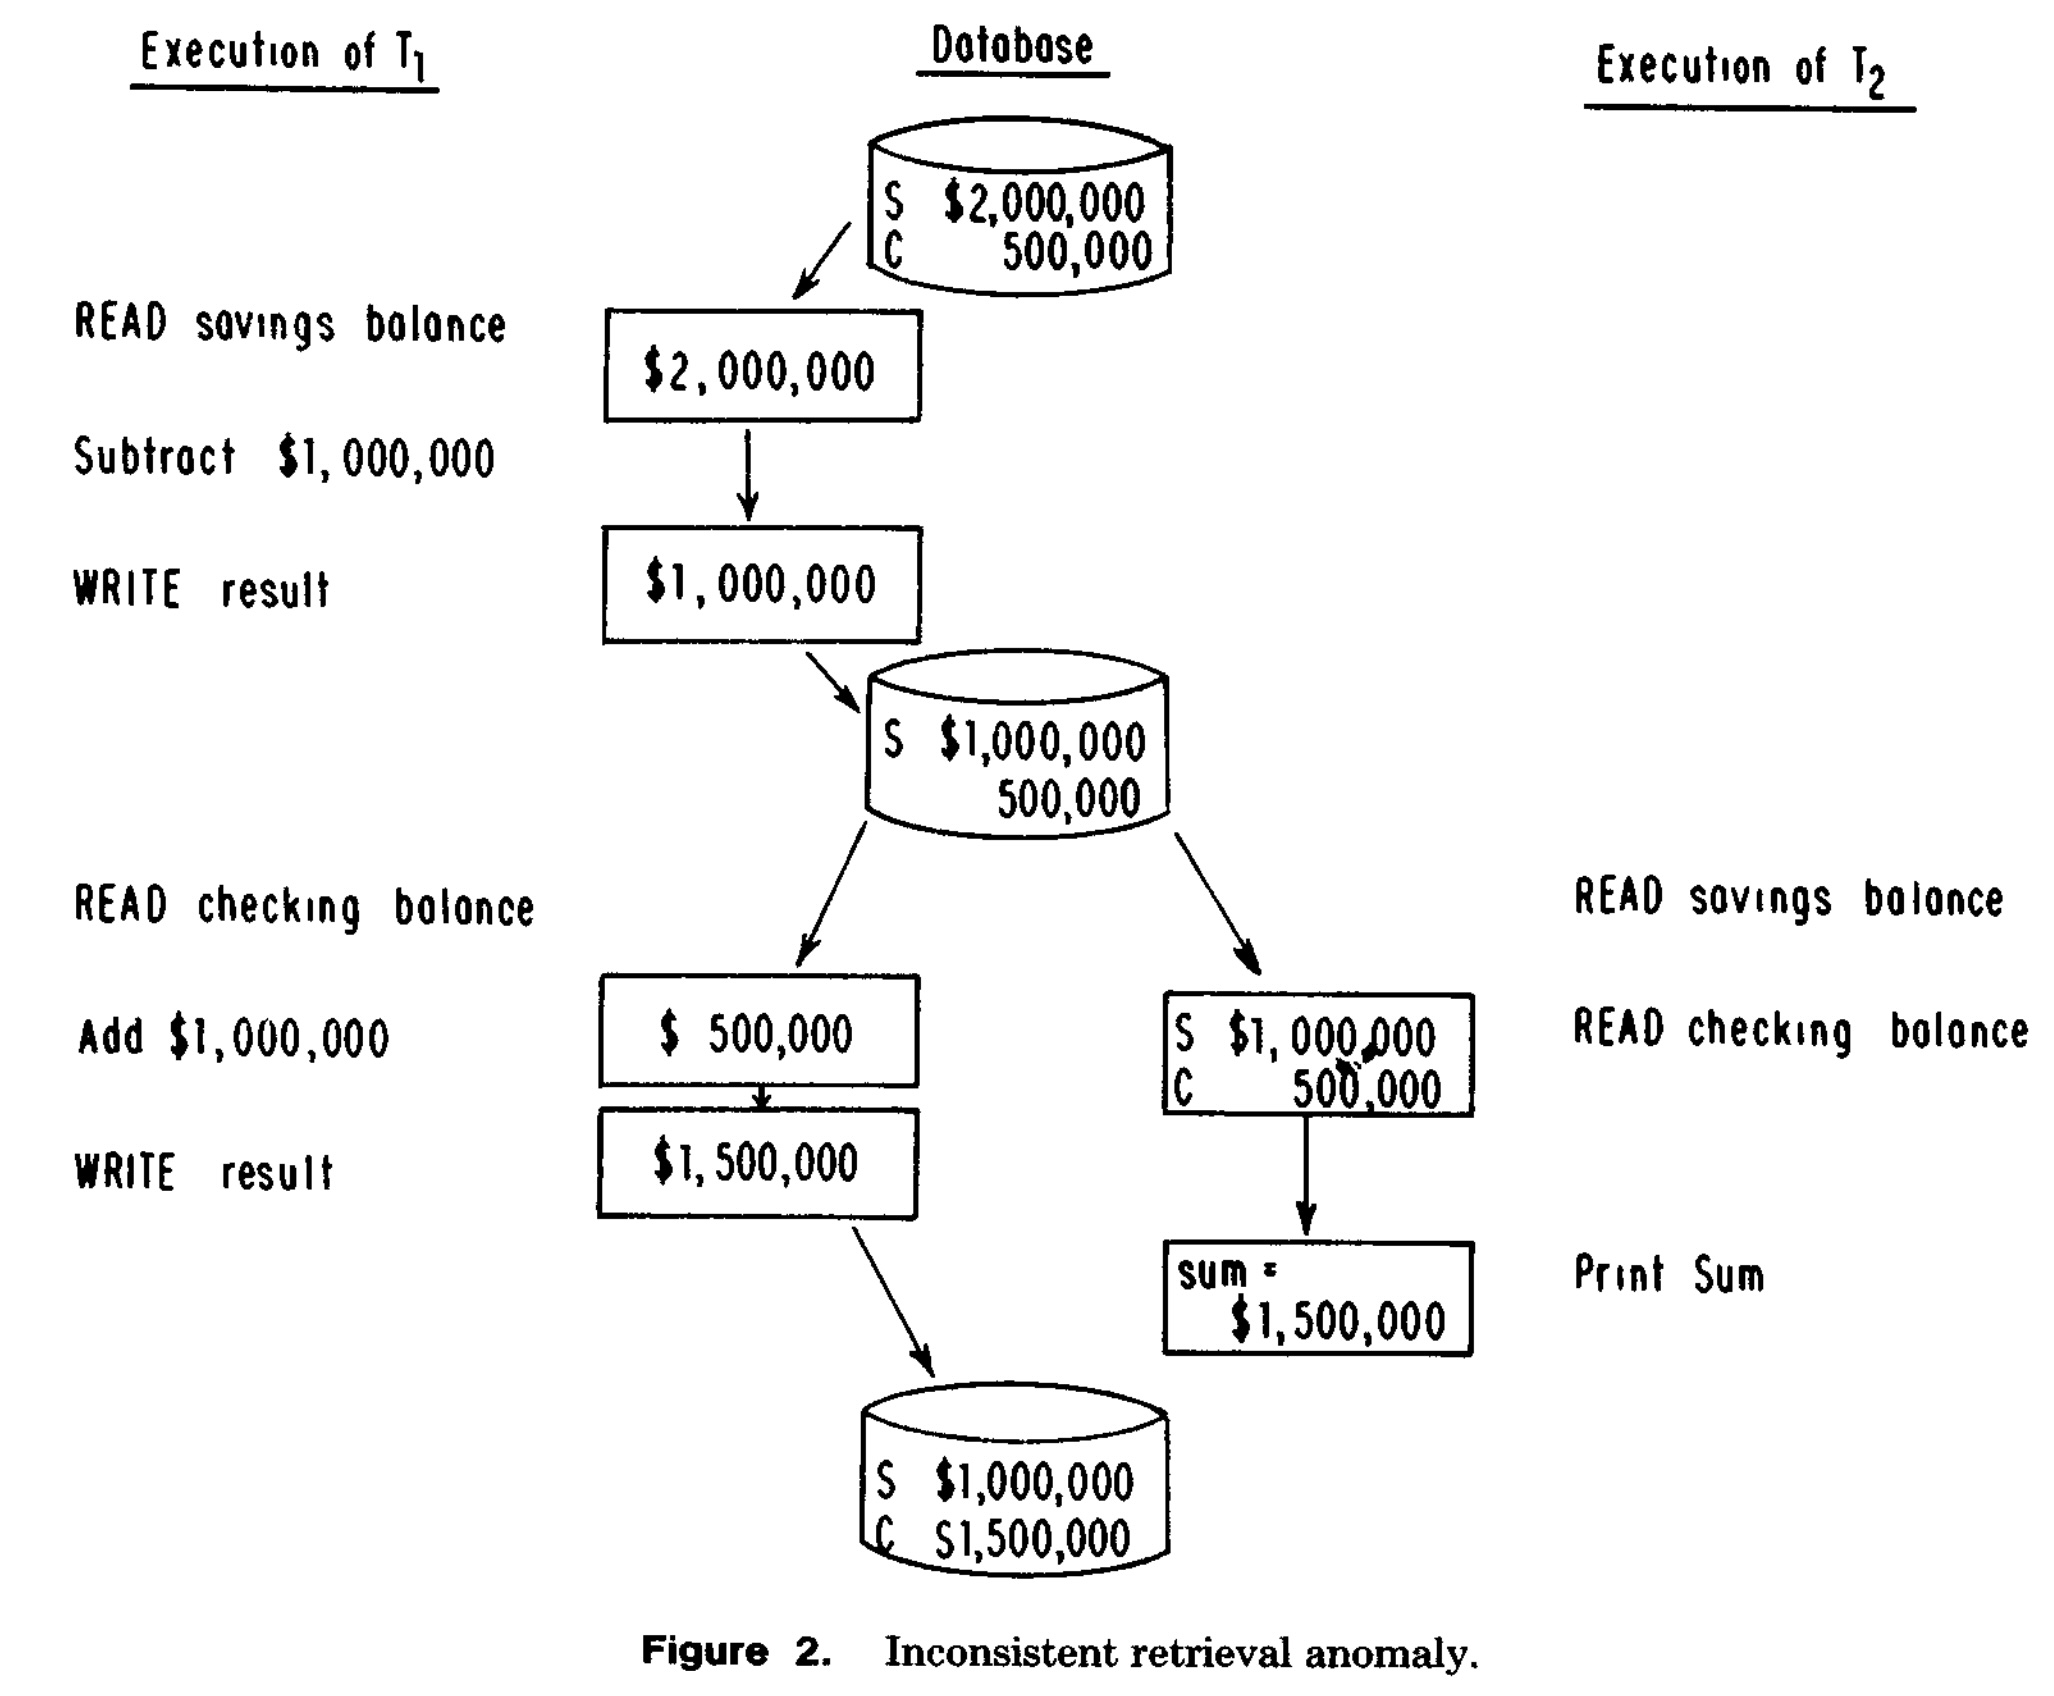 Execution of T1
Database
Execution of T2
S $2,000,000
C 500,000
READ savings balance
$2,000,000
Subtract $1,000,000
WRITE result
$1,000,000
S $1,000,000
500,000
READ checking balance
READ savings balance
Add $1,000,000
$ 500,000
S $1,000,000
C 500,000
READ checking balance
WRITE result
$1,500,000
sum =
$1,500,000
Print Sum
S $1,000,000
C $1,500,000
Figure 2. Inconsistent retrieval anomaly.